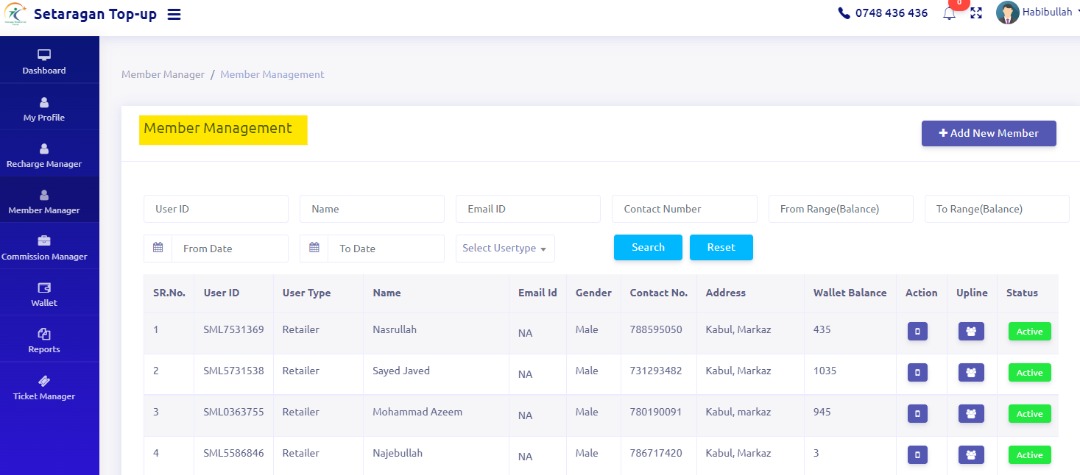 Setaragan Top-up
0748 436 436
0
Habibullah
Dashboard
My Profile
Recharge Manager
Member Manager
Commission Manager
Wallet
Reports
Ticket Manager
Member Manager / Member Management
Member Management
+ Add New Member
User ID Name Email ID Contact Number From Range(Balance) To Range(Balance)
From Date To Date Select Usertype Search Reset
SR.No. User ID User Type Name Email Id Gender Contact No. Address Wallet Balance Action Upline Status
1 SML7531369 Retailer Nasrullah NA Male 788595050 Kabul, Markaz 435 Active
2 SML5731538 Retailer Sayed Javed NA Male 731293482 Kabul, Markaz 1035 Active
3 SML0363755 Retailer Mohammad Azeem NA Male 780190091 Kabul, markaz 945 Active
4 SML5586846 Retailer Najebullah NA Male 786717420 Kabul, Markaz 3 Active